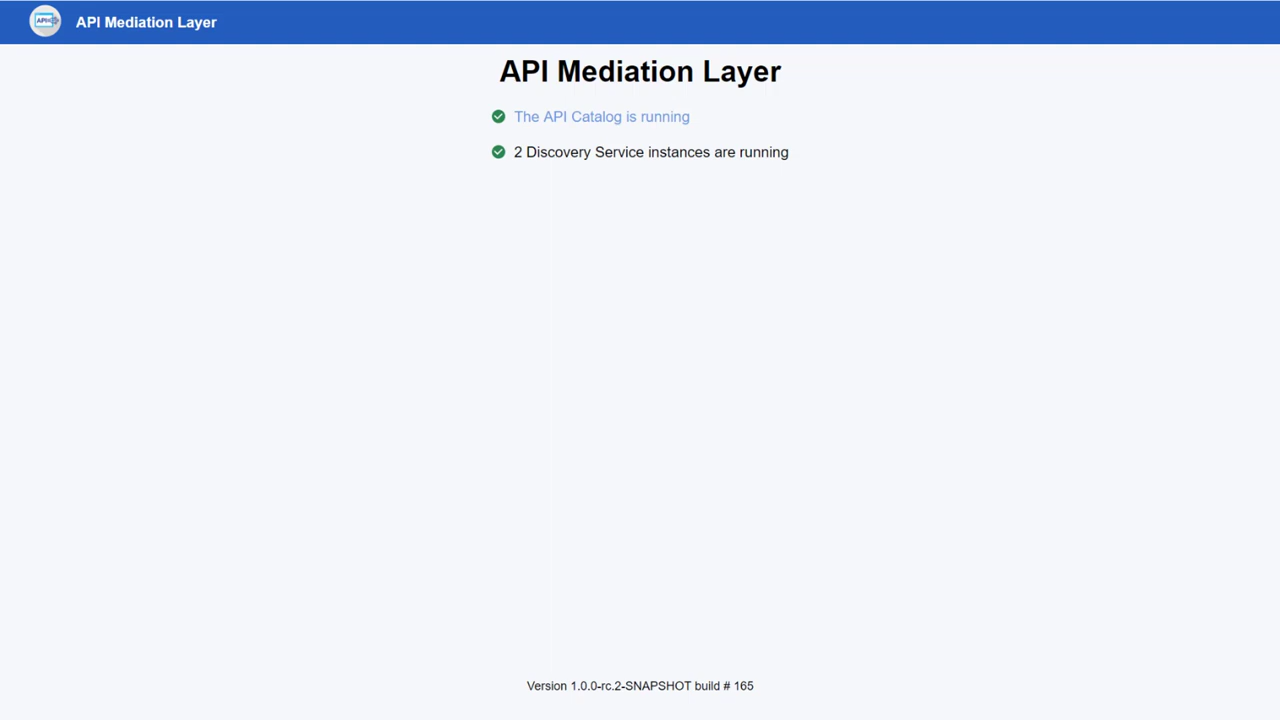 API
API Mediation Layer
API Mediation Layer
The API Catalog is running
2 Discovery Service instances are running
Version 1.0.0-rc.2-SNAPSHOT build # 165